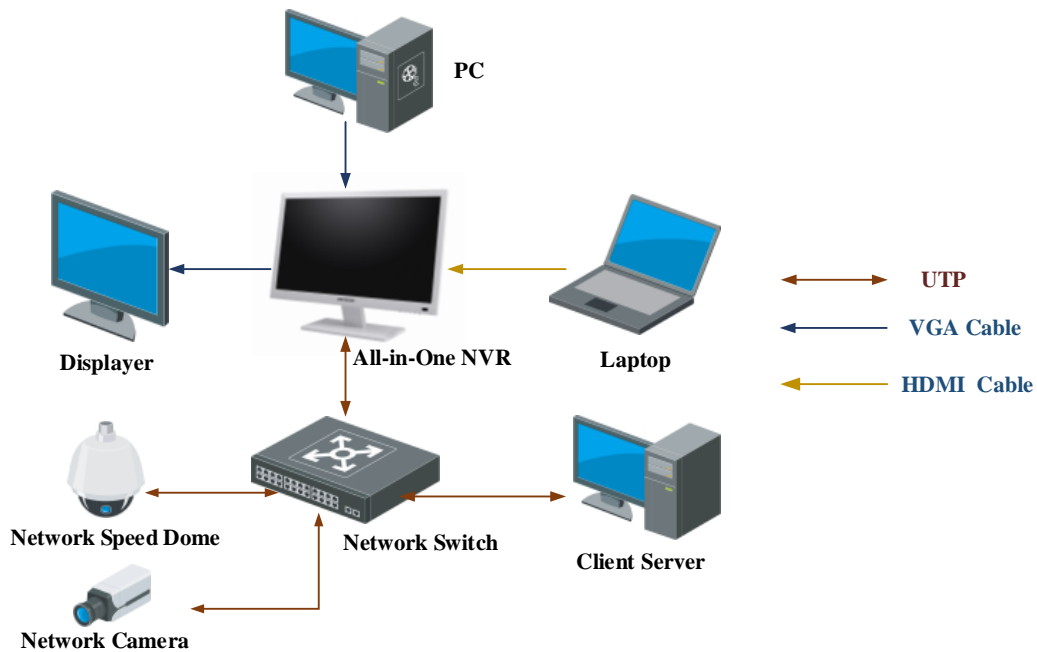 PC
Displayer
All-in-One NVR
Laptop
UTP
VGA Cable
HDMI Cable
Network Speed Dome
Network Switch
Client Server
Network Camera